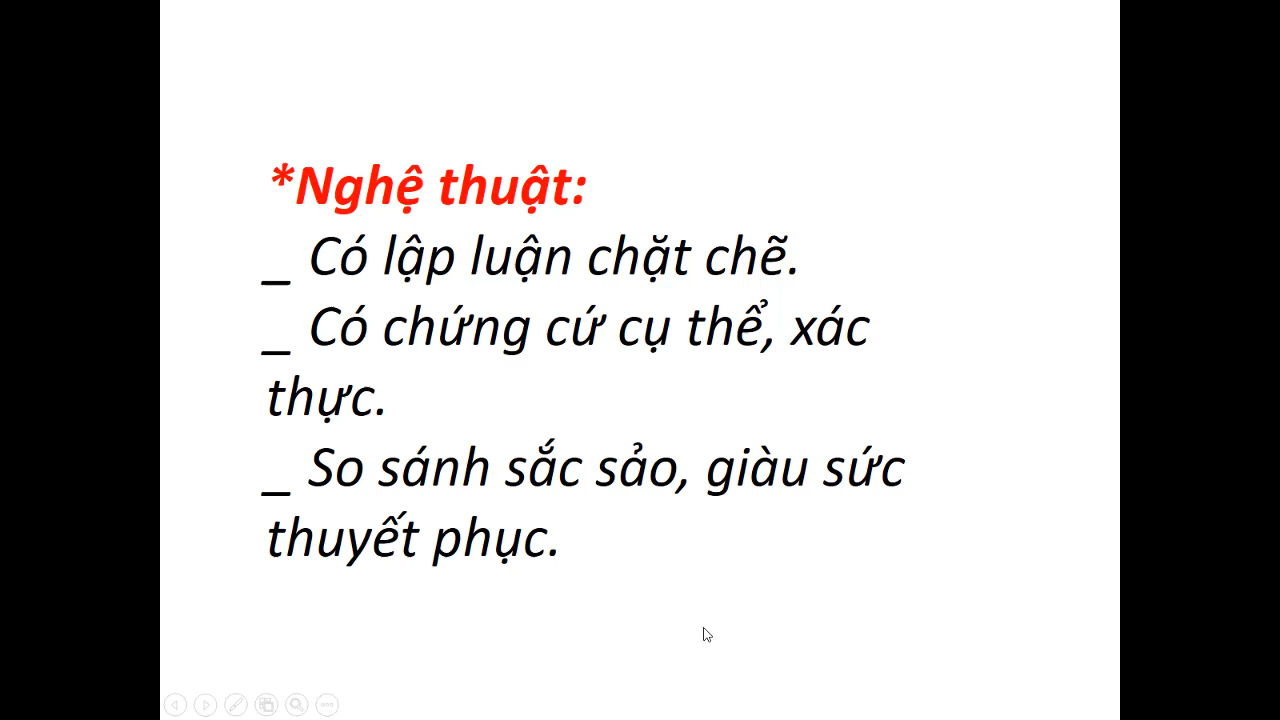 *Nghệ thuật:
_ Có lập luận chặt chẽ.
_ Có chứng cứ cụ thể, xác
thực.
_ So sánh sắc sảo, giàu sức
thuyết phục.